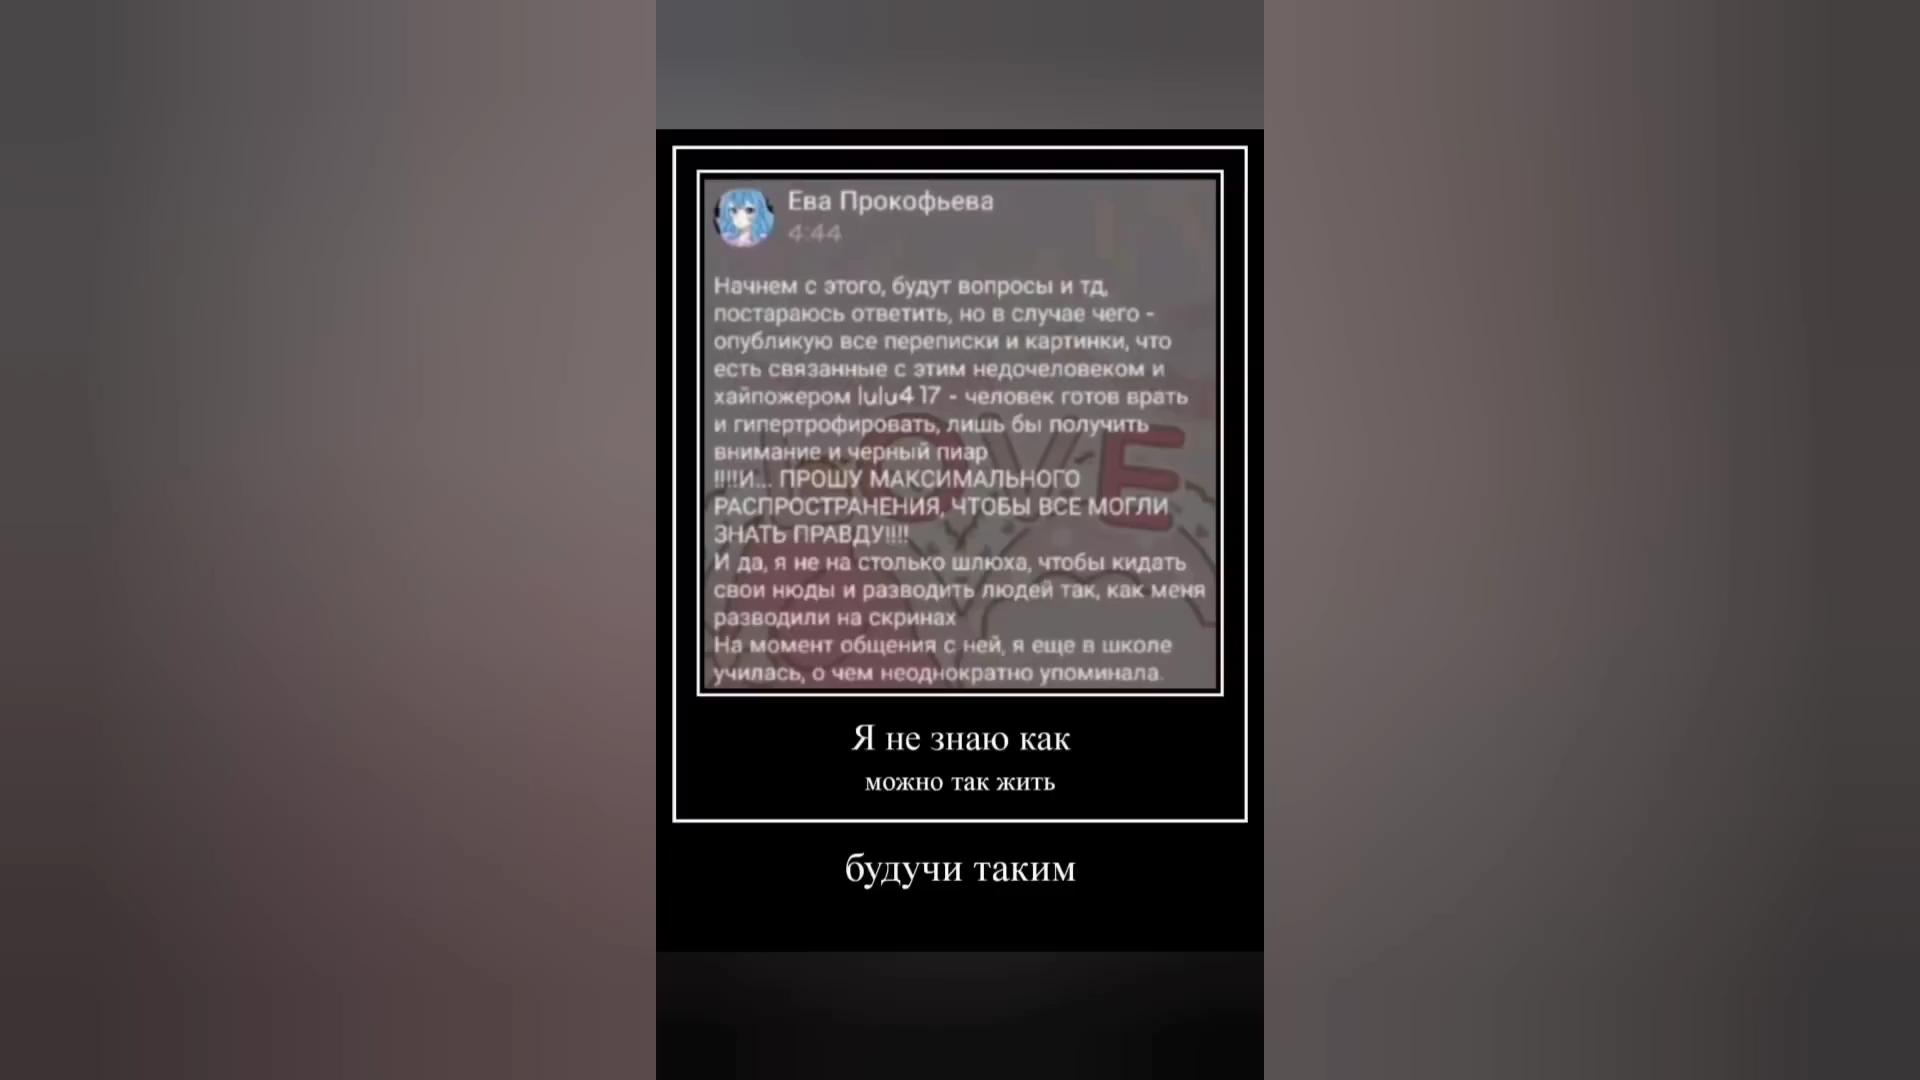 Ева Прокофьева
4:44
Начнем с этого, будут вопросы и тд,
постараюсь ответить, но в случае чего -
опубликую все переписки и картинки, что
есть связанные с этим недочеловеком и
хайпожером lulu417 - человек готов врать
и гипертрофировать, лишь бы получить
внимание и черный пиар
!!!!И... ПРОШУ МАКСИМАЛЬНОГО
РАСПРОСТРАНЕНИЯ, ЧТОБЫ ВСЕ МОГЛИ
ЗНАТЬ ПРАВДУ!!!!
И да, я не на столько шлюха, чтобы кидать
свои нюды и разводить людей так, как меня
разводили на скринах
На момент общения с ней, я еще в школе
училась, о чем неоднократно упоминала.
LOVE
Я не знаю как
можно так жить
будучи таким